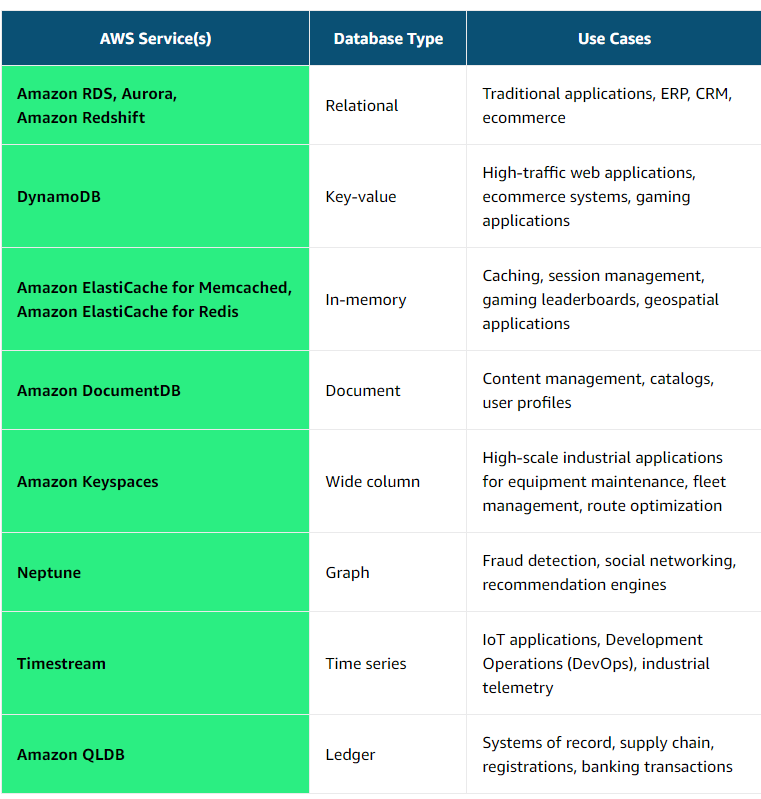 AWS Service(s) Database Type Use Cases
Amazon RDS, Aurora,
Amazon Redshift
Relational
Traditional applications, ERP, CRM,
ecommerce
DynamoDB
Key-value
High-traffic web applications,
ecommerce systems, gaming
applications
Amazon ElastiCache for Memcached,
Amazon ElastiCache for Redis
In-memory
Caching, session management,
gaming leaderboards, geospatial
applications
Amazon DocumentDB
Document
Content management, catalogs,
user profiles
Amazon Keyspaces
Wide column
High-scale industrial applications
for equipment maintenance, fleet
management, route optimization
Neptune
Graph
Fraud detection, social networking,
recommendation engines
Timestream
Time series
IoT applications, Development
Operations (DevOps), industrial
telemetry
Amazon QLDB
Ledger
Systems of record, supply chain,
registrations, banking transactions